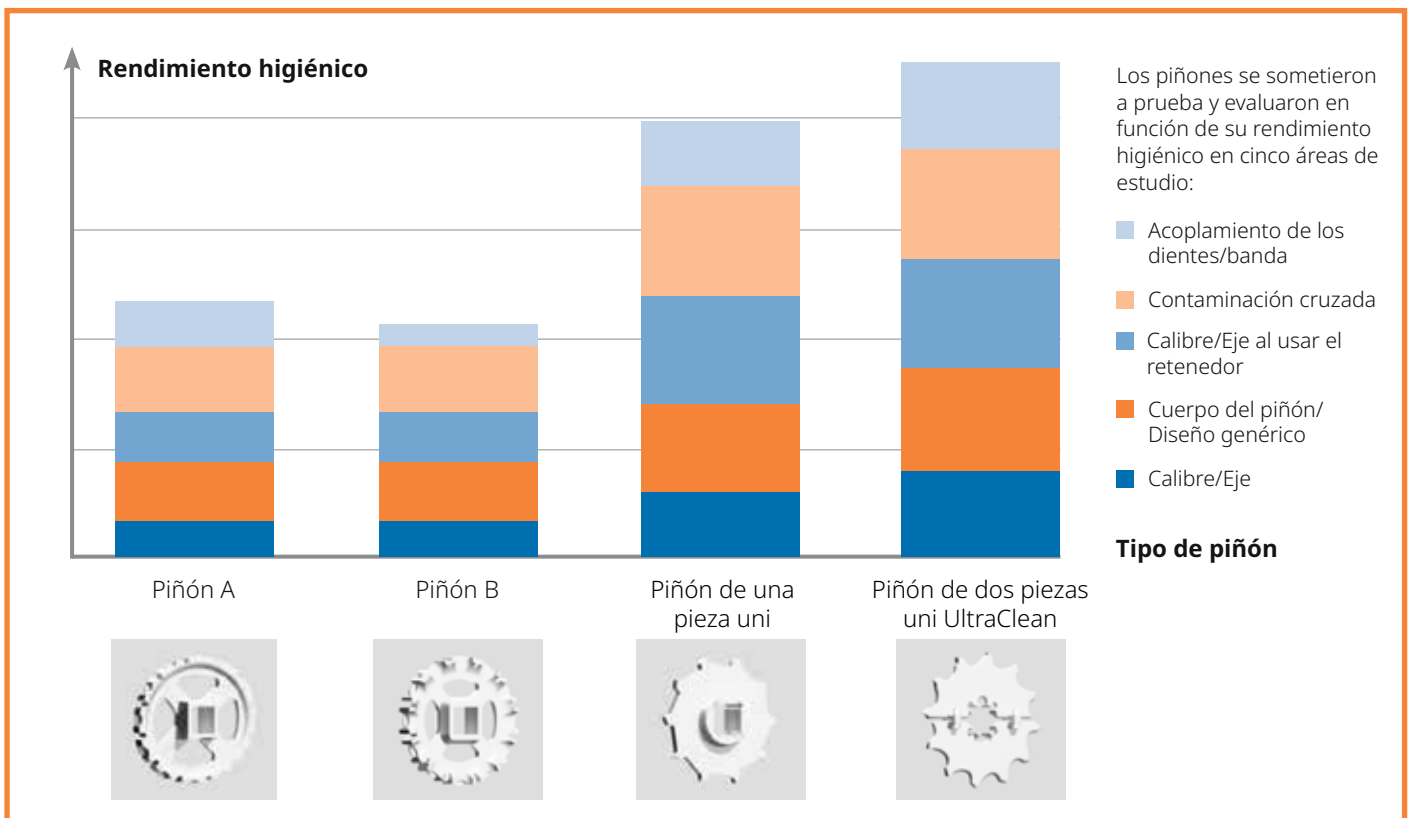 Rendimiento higiénico
Los piñones se sometieron
a prueba y evaluaron en
función de su rendimiento
higiénico en cinco áreas de
estudio:
Acoplamiento de los
dientes/banda
Contaminación cruzada
Calibre/Eje al usar el
retenedor
Cuerpo del piñón/
Diseño genérico
Calibre/Eje
Tipo de piñón
Piñón A
Piñón B
Piñón de una
pieza uni
Piñón de dos piezas
uni UltraClean